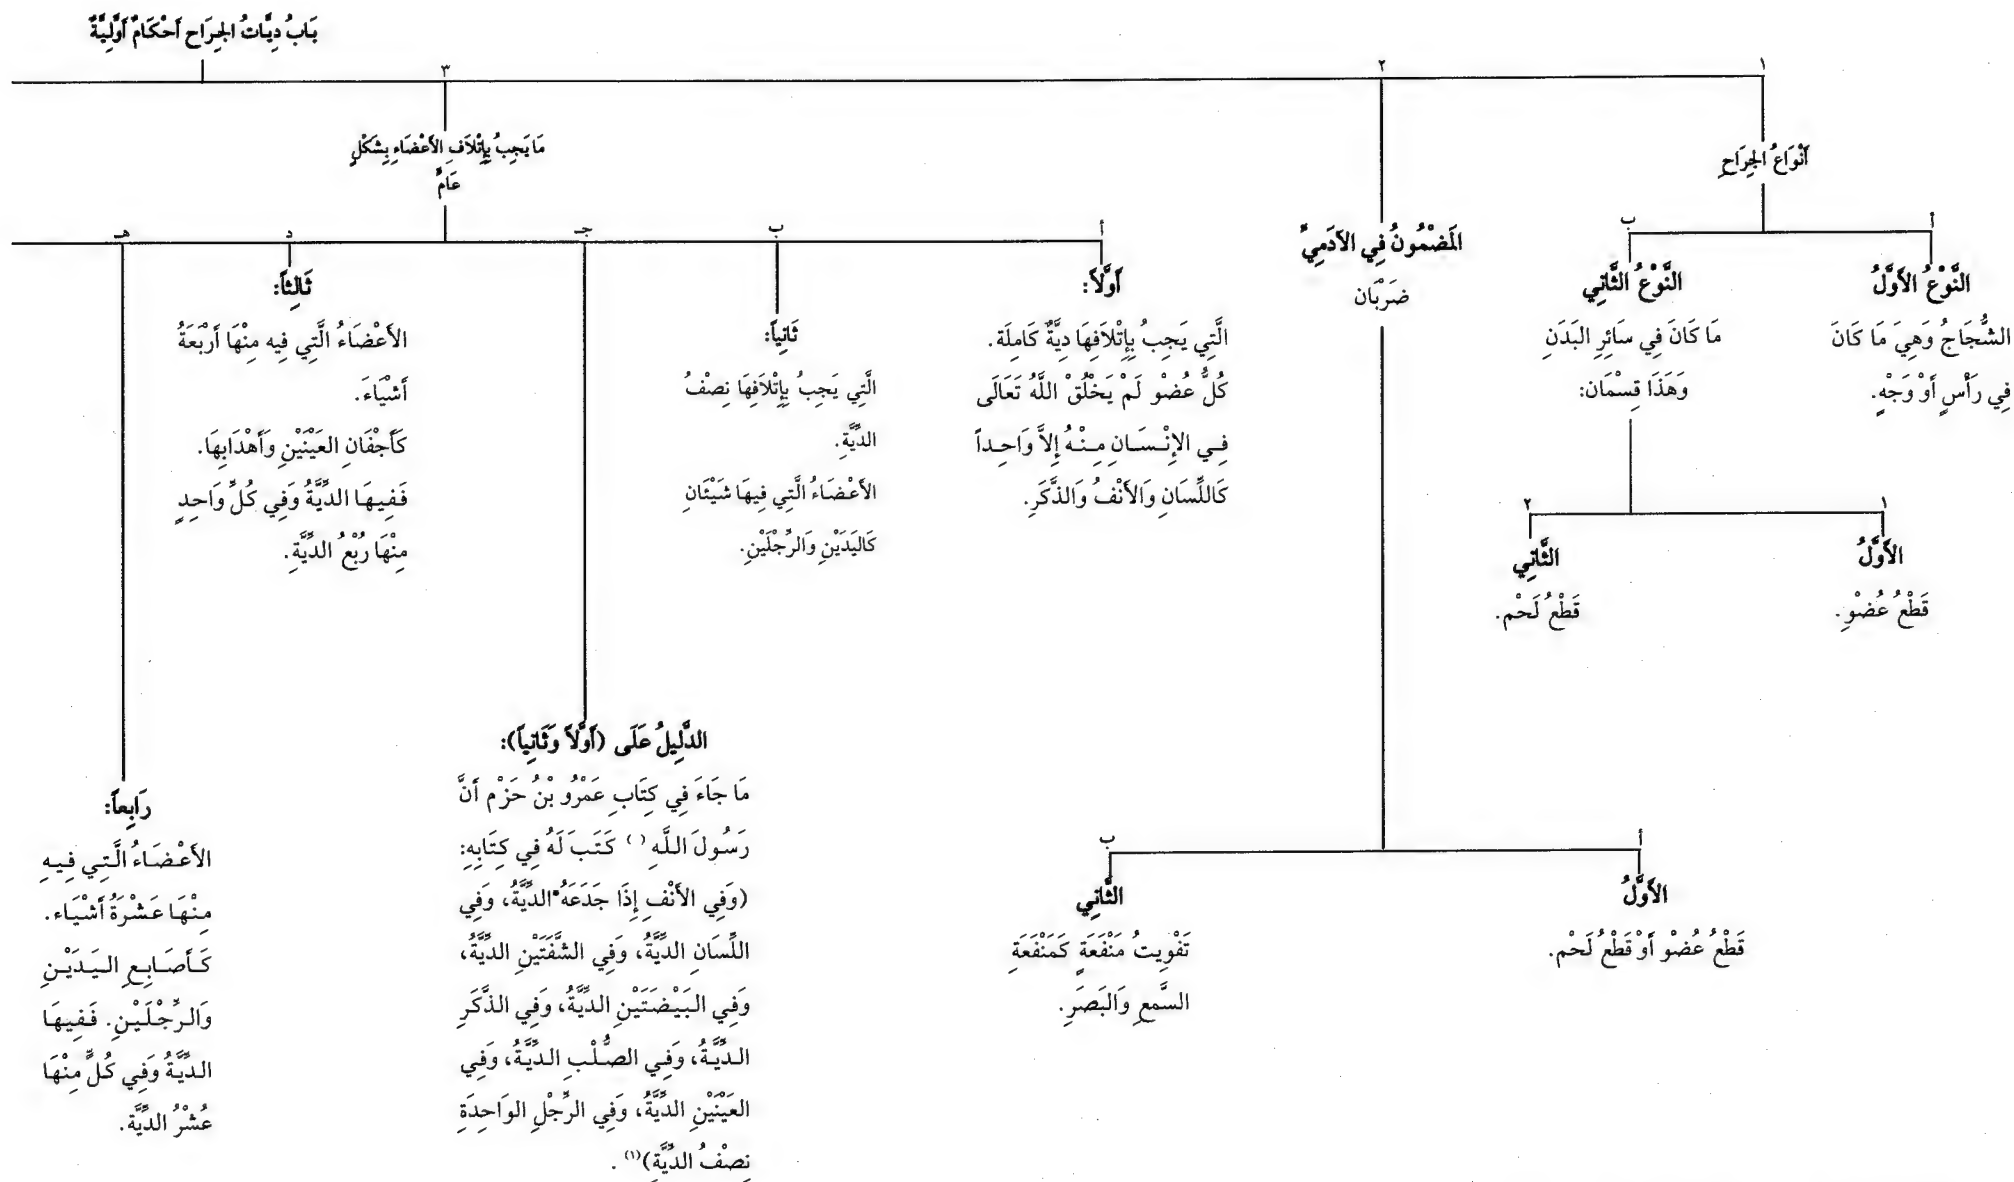 بَابُ دِيَّاتُ الجِرَاحِ أَحْكَامٌ أَوَّلِيَّةٌ
١
أَنْوَاعُ الجِرَاحِ
أ
النَّوْعُ الأَوَّلُ
الشُّجَاجُ وَهِيَ مَا كَانَ
فِي رَأْسٍ أَوْ وَجْهٍ.
ب
النَّوْعُ الثَّانِي
مَا كَانَ فِي سَائِرِ البَدَنِ
وَهَذَا قِسْمَان:
١
الأَوَّلُ
قَطْعُ عُضْوٍ.
٢
الثَّانِي
قَطْعُ لَحْم.
٢
المَضْمُونُ فِي الآدَمِيِّ
ضَرْبَان
أ
الأَوَّلُ
قَطْعُ عُضْو أَوْ قَطْعُ لَحْم.
ب
الثَّانِي
تَفْوِيتُ مَنْفَعَةٍ كَمَنْفَعَةِ
السَّمعِ وَالبَصَرِ.
٣
مَا يَجِبُ بِإِتْلاَفِ الأَعْضَاءِ بِشَكْلٍ
عَامٍّ
أ
أَوَّلاً:
الَّتِي يَجِبُ بِإِتْلاَفِهَا دِيَّةٌ كَامِلَة.
كُلُّ عُضْو لَمْ يَخْلُقْ اللَّهُ تَعَالَى
فِي الإِنْسَانِ مِنْهُ إِلاَّ وَاحِداً
كَاللِّسَانِ وَالأَنْفُ وَالذَّكَرِ.
ب
ثَانِياً:
الَّتِي يَجِبُ بِإِتْلاَفِهَا نِصْفُ
الدِّيَّةِ.
الأَعْضَاءُ الَّتِي فِيهَا شَيْئَان
كَاليَدَيْنِ وَالرِّجْلَيْنِ.
جـ
الدَّلِيلُ عَلَى (أَوَّلاً وَثَانِياً):
مَا جَاءَ فِي كِتَابِ عَمْرُو بْنُ حَزْم أَنَّ
رَسُولَ اللَّهِ ( ) كَتَبَ لَهُ فِي كِتَابِهِ:
(وَفِي الأَنْفِ إِذَا جَدَعَهُ الدِّيَّةُ، وَفِي
اللِّسَانِ الدِّيَّةُ، وَفِي الشَّفَتَيْنِ الدِّيَّةُ،
وَفِي البَيْضَتَيْنِ الدِّيَّةُ، وَفِي الذَّكَرِ
الدِّيَّةُ، وَفِي الصُّلْبِ الدِّيَّةُ، وَفِي
العَيْنَيْنِ الدِّيَّةُ، وَفِي الرِّجْلِ الوَاحِدَةِ
نِصْفُ الدِّيَّةِ)(١).
د
ثَالِثاً:
الأَعْضَاءُ الَّتِي فِيه مِنْهَا أَرْبَعَةُ
أَشْيَاءَ.
كَأَجْفَانِ العَيْنَيْنِ وَأَهْدَابِهَا.
فَفِيهَا الدِّيَّةُ وَفِي كُلِّ وَاحِدٍ
مِنْهَا رُبْعُ الدِّيَّةِ.
هـ
رَابِعاً:
الأَعْضَاءُ الَّتِي فِيهِ
مِنْهَا عَشْرَةُ أَشْيَاء.
كَأَصَابِعِ اليَدَيْنِ
وَالرِّجْلَيْنِ. فَفِيهَا
الدِّيَّةُ وَفِي كُلٍّ مِنْهَا
عُشْرُ الدِّيَّة.